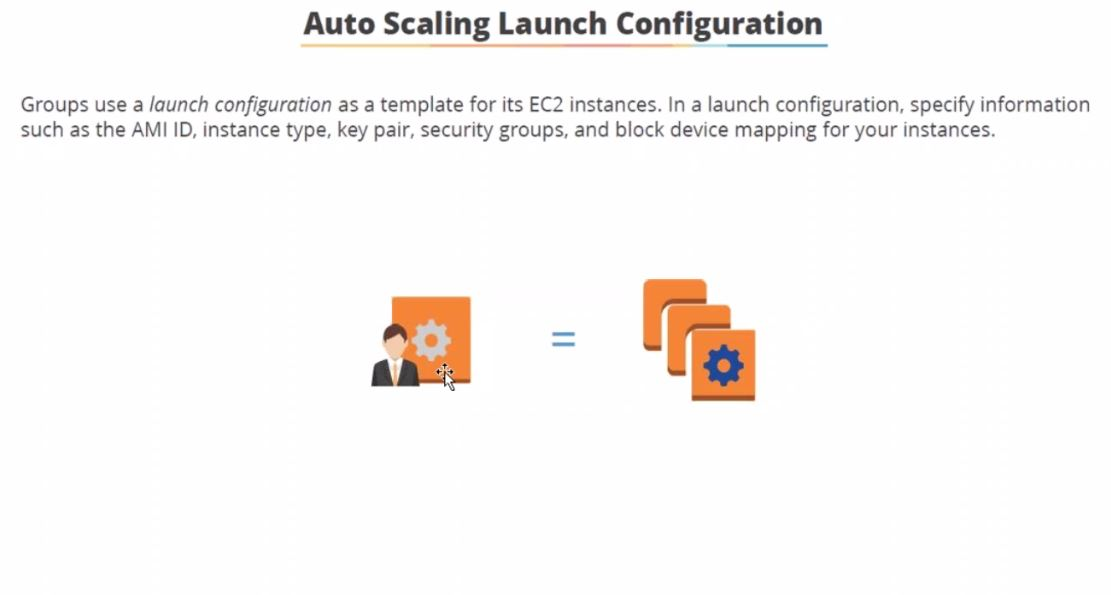 Auto Scaling Launch Configuration
Groups use a launch configuration as a template for its EC2 instances. In a launch configuration, specify information
such as the AMI ID, instance type, key pair, security groups, and block device mapping for your instances.
=